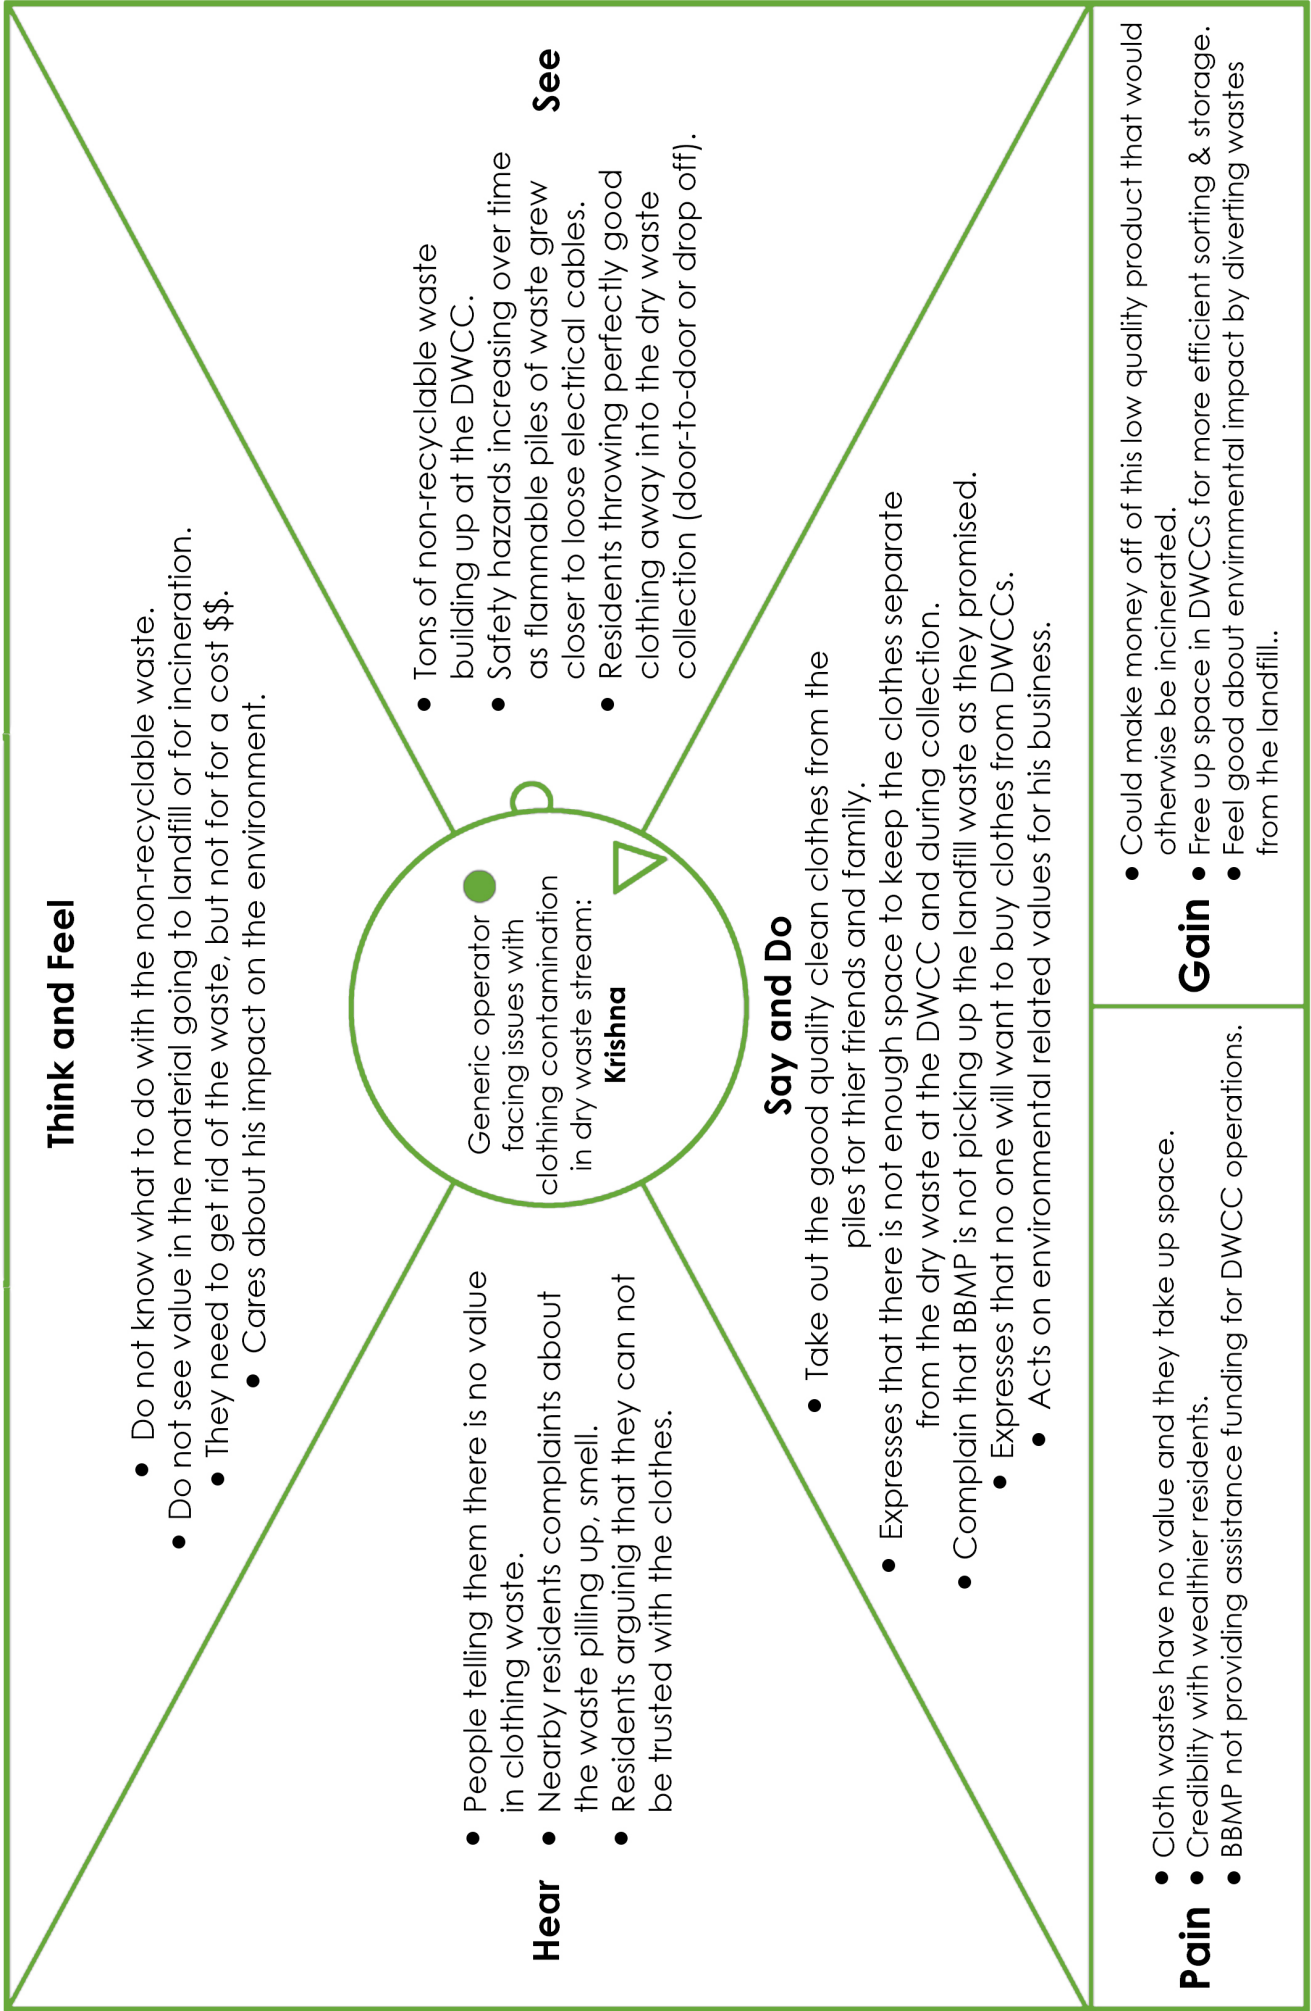 Think and Feel
• Do not know what to do with the non-recyclable waste.
• Do not see value in the material going to landfill or for incineration.
• They need to get rid of the waste, but not for for a cost $$.
• Cares about his impact on the environment.
Hear
• People telling them there is no value
in clothing waste.
• Nearby residents complaints about
the waste pilling up, smell.
• Residents arguinig that they can not
be trusted with the clothes.
Generic operator
facing issues with
clothing contamination
in dry waste stream:
Krishna
See
• Tons of non-recyclable waste
building up at the DWCC.
• Safety hazards increasing over time
as flammable piles of waste grew
closer to loose electrical cables.
• Residents throwing perfectly good
clothing away into the dry waste
collection (door-to-door or drop off).
Say and Do
• Take out the good quality clean clothes from the
piles for thier friends and family.
• Expresses that there is not enough space to keep the clothes separate
from the dry waste at the DWCC and during collection.
• Complain that BBMP is not picking up the landfill waste as they promised.
• Expresses that no one will want to buy clothes from DWCCs.
• Acts on environmental related values for his business.
Pain
• Cloth wastes have no value and they take up space.
• Crediblity with wealthier residents.
• BBMP not providing assistance funding for DWCC operations.
Gain
• Could make money off of this low quality product that would
otherwise be incinerated.
• Free up space in DWCCs for more efficient sorting & storage.
• Feel good about envirnmental impact by diverting wastes
from the landfill..